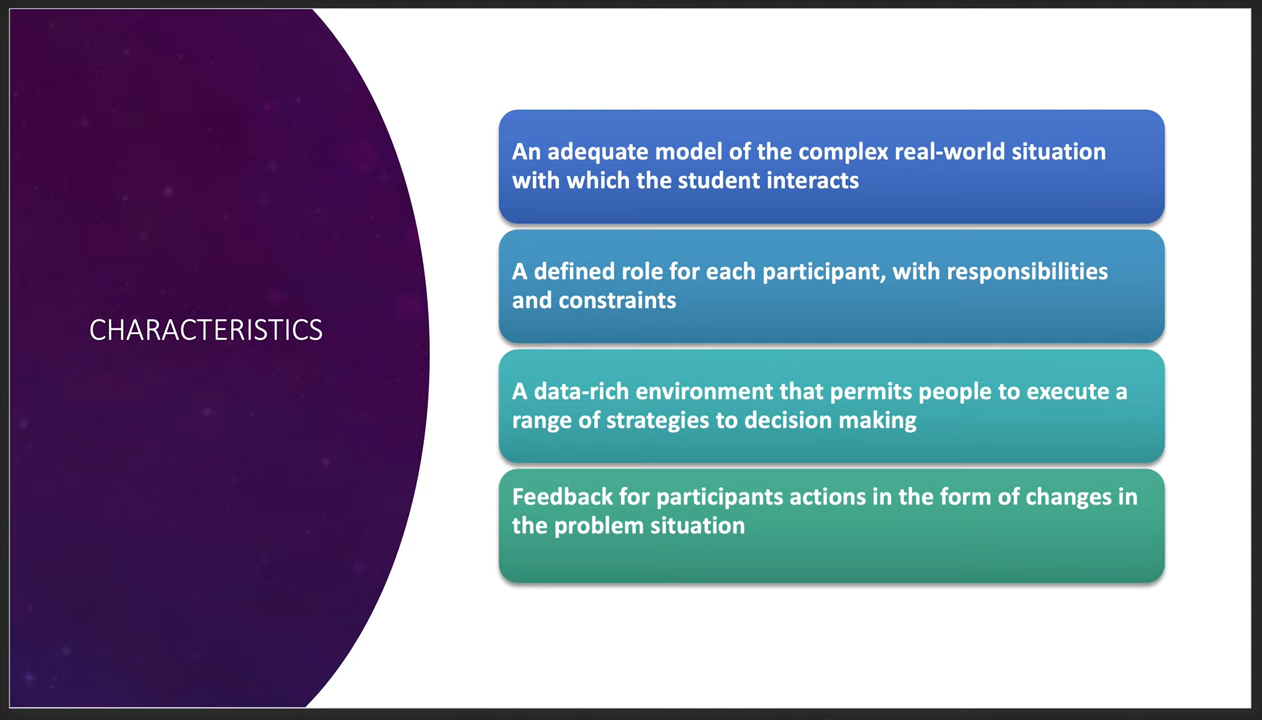 CHARACTERISTICS
An adequate model of the complex real-world situation
with which the student interacts
A defined role for each participant, with responsibilities
and constraints
A data-rich environment that permits people to execute a
range of strategies to decision making
Feedback for participants actions in the form of changes in
the problem situation